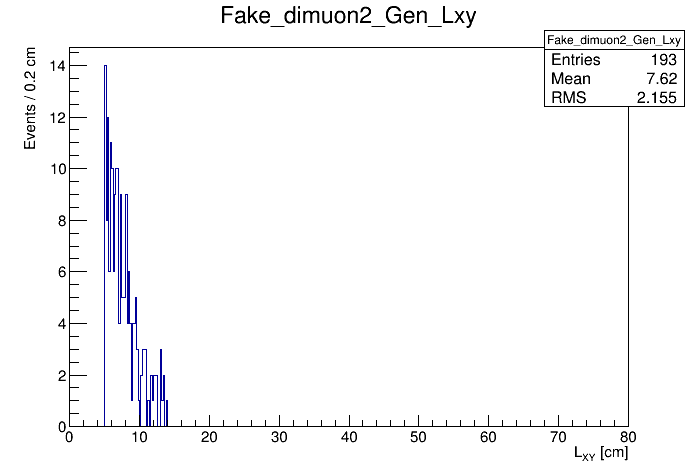 Fake_dimuon2_Gen_Lxy
Fake_dimuon2_Gen_Lxy
Entries 193
Mean 7.62
RMS 2.155
Events / 0.2 cm
14
12
10
8
6
4
2
0
0 10 20 30 40 50 60 70 80
L_XY [cm]